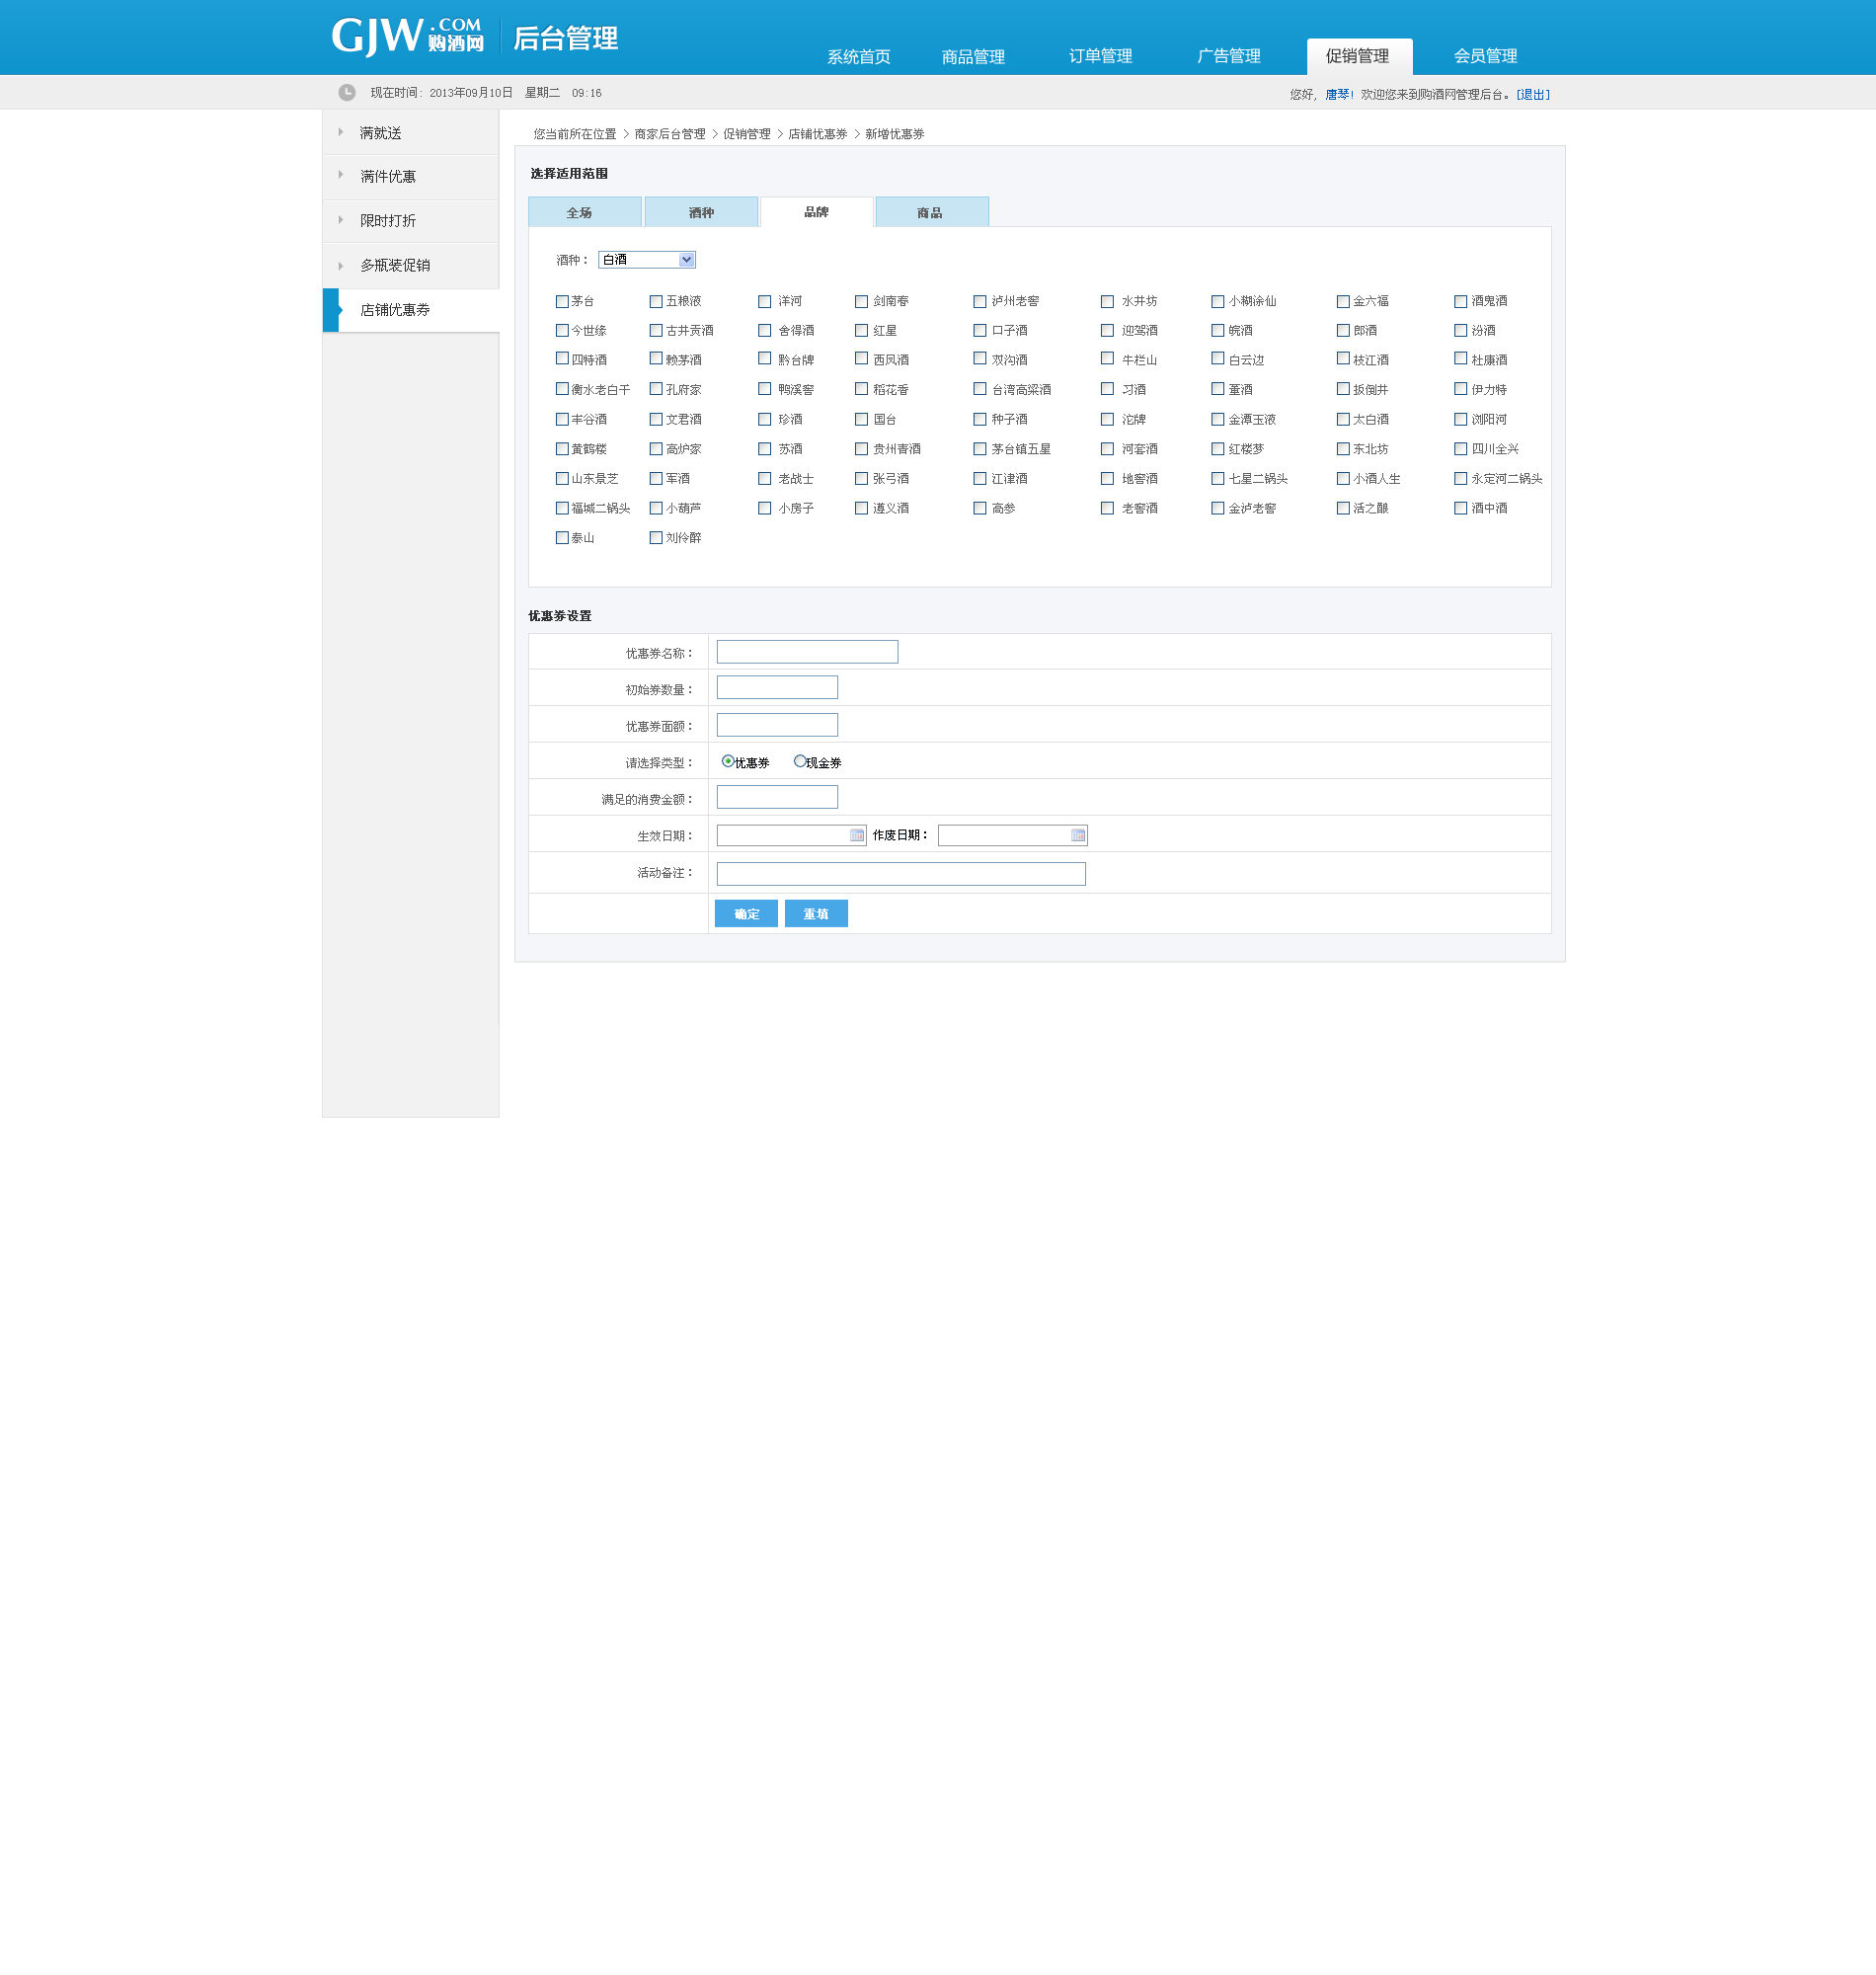 GJW.COM 购酒网 后台管理
系统首页 商品管理 订单管理 广告管理 促销管理 会员管理
现在时间: 2013年09月10日 星期二 09:16
您好, 唐琴! 欢迎您来到购酒网管理后台。[退出]
满就送
满件优惠
限时打折
多瓶装促销
店铺优惠券
您当前所在位置 > 商家后台管理 > 促销管理 > 店铺优惠券 > 新增优惠券
选择适用范围
全场 酒种 品牌 商品
酒种： 白酒
茅台 五粮液 洋河 剑南春 泸州老窖 水井坊 小糊涂仙 金六福 酒鬼酒
今世缘 古井贡酒 舍得酒 红星 口子酒 迎驾酒 皖酒 郎酒 汾酒
四特酒 赖茅酒 黔台牌 西凤酒 双沟酒 牛栏山 白云边 枝江酒 杜康酒
衡水老白干 孔府家 鸭溪窖 稻花香 台湾高粱酒 习酒 董酒 扳倒井 伊力特
丰谷酒 文君酒 珍酒 国台 种子酒 沱牌 金潭玉液 太白酒 浏阳河
黄鹤楼 高炉家 苏酒 贵州青酒 茅台镇五星 河套酒 红楼梦 东北坊 四川全兴
山东景芝 军酒 老战士 张弓酒 江津酒 地窖酒 七星二锅头 小酒人生 永定河二锅头
福城二锅头 小葫芦 小房子 遵义酒 高参 老窖酒 金泸老窖 活之酿 酒中酒
泰山 刘伶醉
优惠券设置
优惠券名称：
初始券数量：
优惠券面额：
请选择类型： 优惠券 现金券
满足的消费金额：
生效日期： 作废日期：
活动备注：
确定 重填